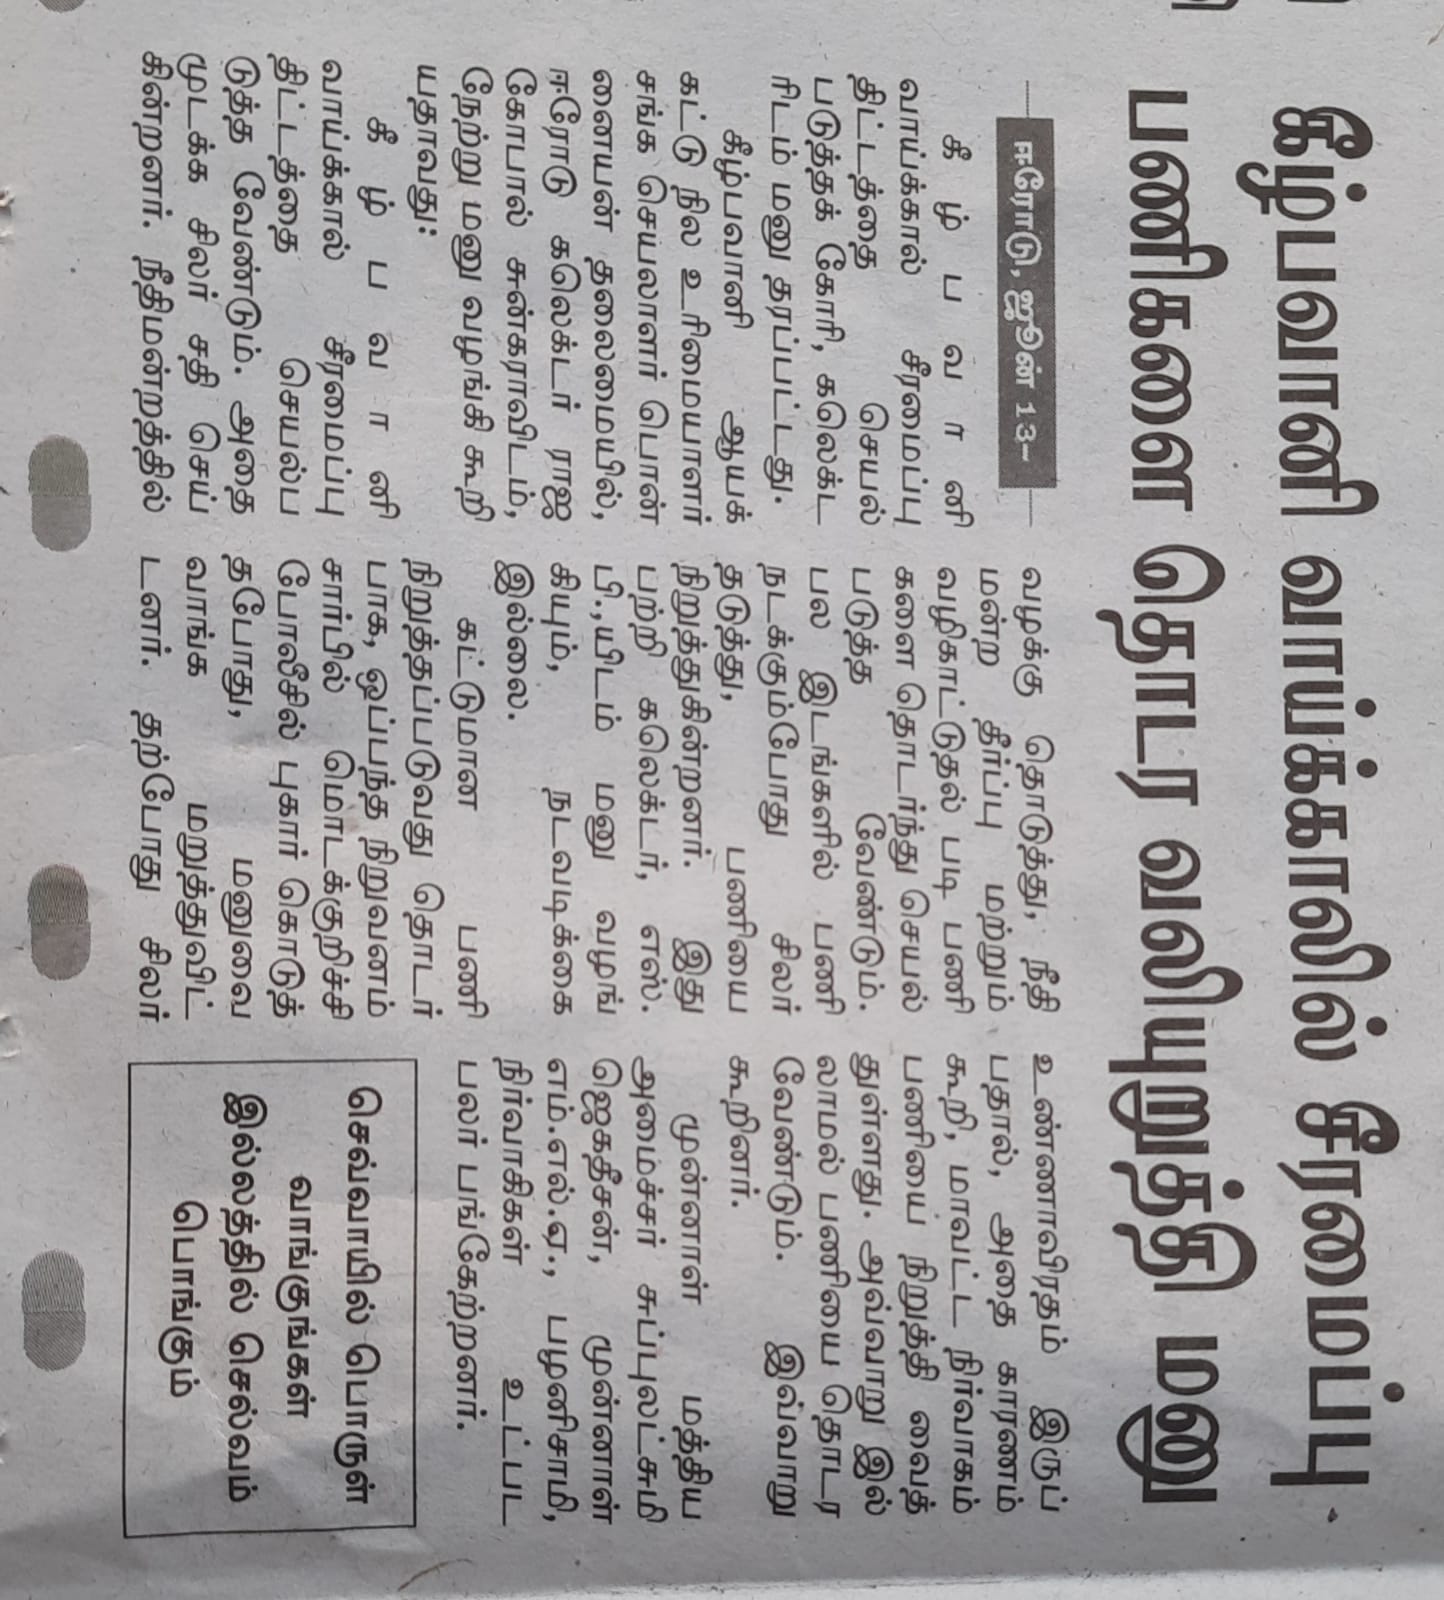 கீழ்பவானி வாய்க்காலில் சீரமைப்பு
பணிகளை தொடர வலியுறுத்தி மனு
ஈரோடு, ஜூன் 13–
கீழ்பவானி
வாய்க்கால் சீரமைப்பு
திட்டத்தை செயல்
படுத்தக் கோரி, கலெக்ட
ரிடம் மனு தரப்பட்டது.
கீழ்பவானி ஆயக்
கட்டு நில உரிமையாளர்
சங்க செயலாளர் பொன்
னையன் தலைமையில்,
ஈரோடு கலெக்டர் ராஜ
கோபால் சுன்கராவிடம்,
நேற்று மனு வழங்கி கூறி
யதாவது:
கீழ்பவானி
வாய்க்கால் சீரமைப்பு
திட்டத்தை செயல்ப
டுத்த வேண்டும். அதை
முடக்க சிலர் சதி செய்
கின்றனர். நீதிமன்றத்தில்
வழக்கு தொடுத்து, நீதி
மன்ற தீர்ப்பு மற்றும்
வழிகாட்டுதல் படி பணி
களை தொடர்ந்து செயல்
படுத்த வேண்டும்.
பல இடங்களில் பணி
நடக்கும்போது சிலர்
தடுத்து, பணியை
நிறுத்துகின்றனர். இது
பற்றி கலெக்டர், எஸ்.
பி.,யிடம் மனு வழங்
கியும், நடவடிக்கை
இல்லை.
கட்டுமான பணி
நிறுத்தப்படுவது தொடர்
பாக, ஒப்பந்த நிறுவனம்
சார்பில் மொடக்குறிச்சி
போலீசில் புகார் கொடுத்
தபோது, மனுவை
வாங்க மறுத்துவிட்
டனர். தற்போது சிலர்
உண்ணாவிரதம் இருப்
பதால், அதை காரணம்
கூறி, மாவட்ட நிர்வாகம்
பணியை நிறுத்தி வைத்
துள்ளது. அவ்வாறு இல்
லாமல் பணியை தொடர
வேண்டும். இவ்வாறு
கூறினார்.
முன்னாள் மத்திய
அமைச்சர் சுப்புலட்சுமி
ஜெகதீசன், முன்னாள்
எம்.எல்.ஏ., பழனிசாமி,
நிர்வாகிகள் உட்பட
பலர் பங்கேற்றனர்.
செவ்வாயில் பொருள்
வாங்குங்கள்
இல்லத்தில் செல்வம்
பொங்கும்